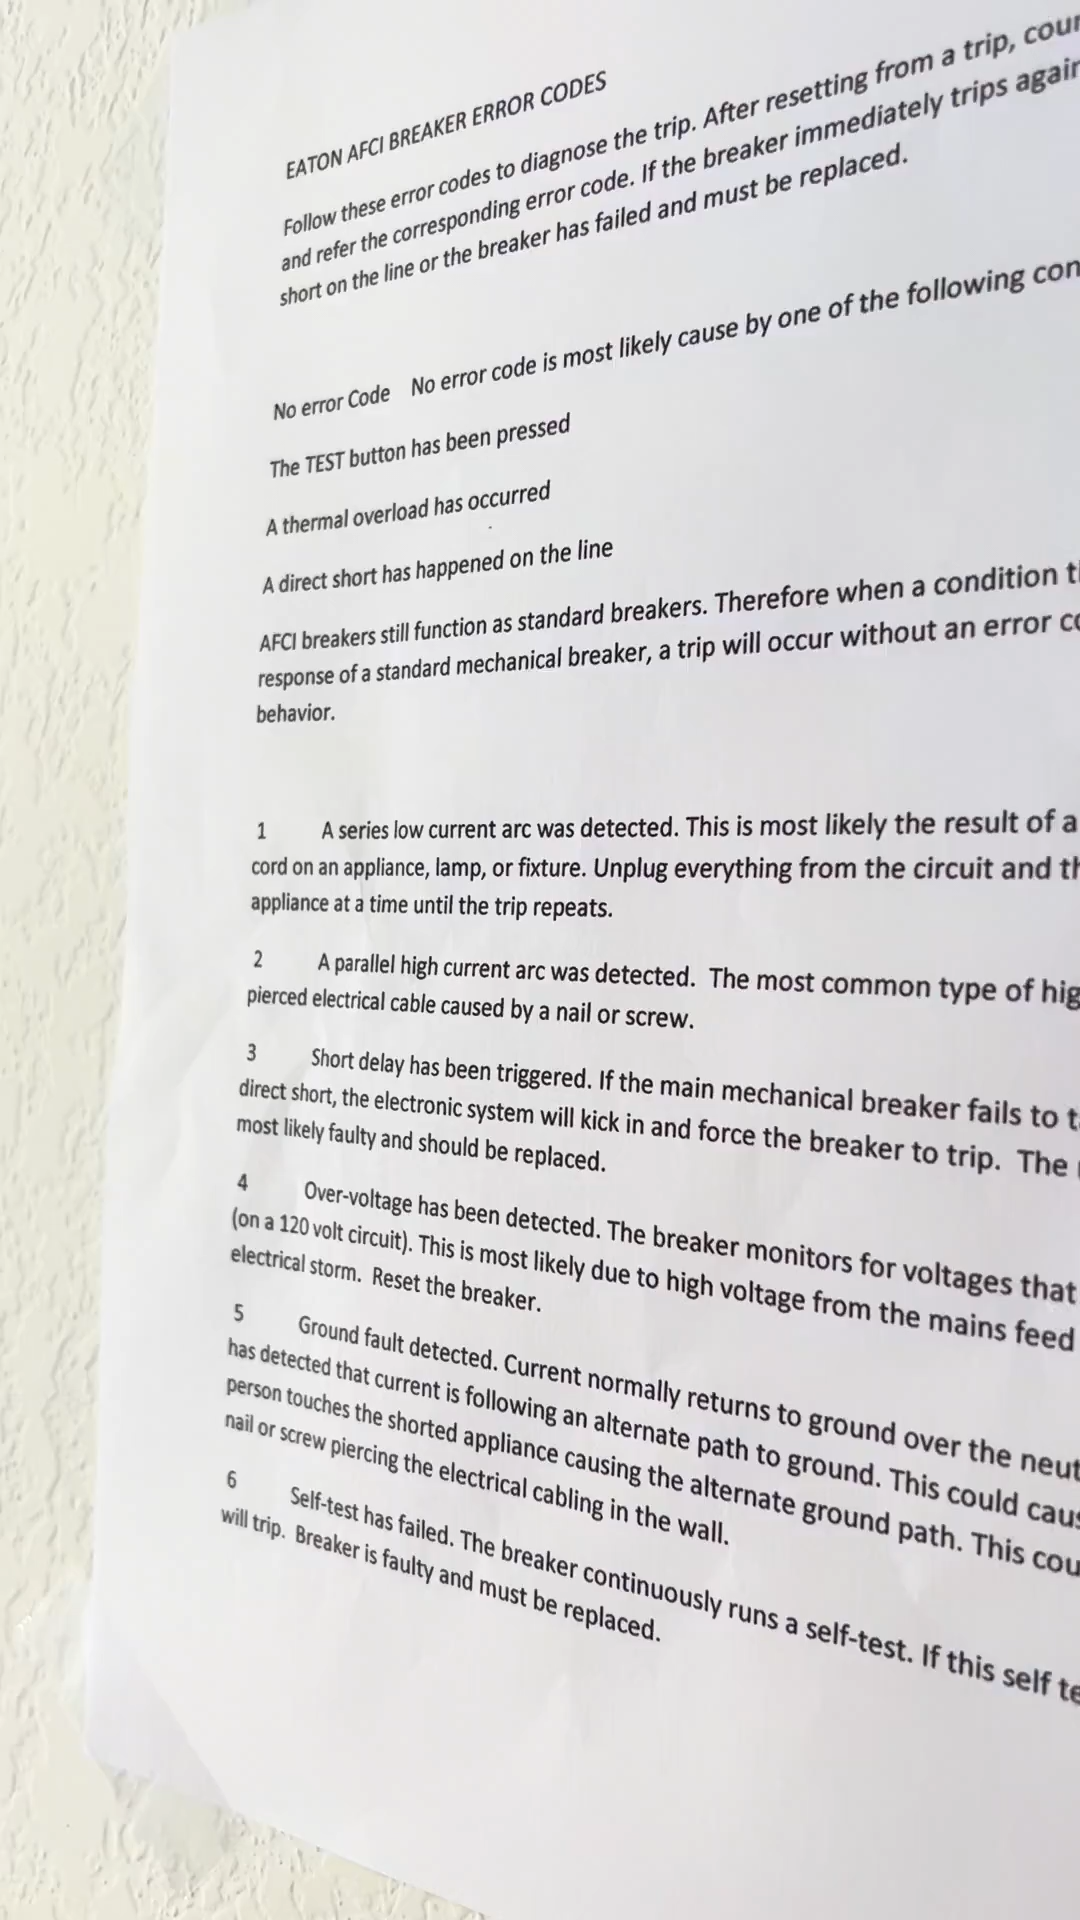 EATON AFCI BREAKER ERROR CODES
Follow these error codes to diagnose the trip. After resetting from a trip,
and refer the corresponding error code. If the breaker immediately trips again
short on the line or the breaker has failed and must be replaced.
No error Code No error code is most likely cause by one of the following
The TEST button has been pressed
A thermal overload has occurred
A direct short has happened on the line
AFCI breakers still function as standard breakers. Therefore when a condition
response of a standard mechanical breaker, a trip will occur without an error
behavior.
1 A series low current arc was detected. This is most likely the result of a
cord on an appliance, lamp, or fixture. Unplug everything from the circuit and
appliance at a time until the trip repeats.
2 A parallel high current arc was detected. The most common type of
pierced electrical cable caused by a nail or screw.
3 Short delay has been triggered. If the main mechanical breaker fails to
direct short, the electronic system will kick in and force the breaker to trip. The
most likely faulty and should be replaced.
4 Over-voltage has been detected. The breaker monitors for voltages that
(on a 120 volt circuit). This is most likely due to high voltage from the mains feed
electrical storm. Reset the breaker.
5 Ground fault detected. Current normally returns to ground over the
has detected that current is following an alternate path to ground. This could
person touches the shorted appliance causing the alternate ground path. This
nail or screw piercing the electrical cabling in the wall.
6 Self-test has failed. The breaker continuously runs a self-test. If this self
will trip. Breaker is faulty and must be replaced.